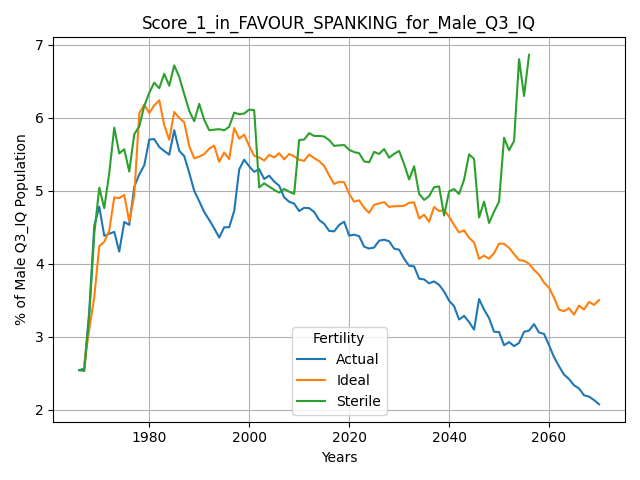 Score_1_in_FAVOUR_SPANKING_for_Male_Q3_IQ
% of Male Q3_IQ Population
7
6
5
4
3
2
Fertility
Actual
Ideal
Sterile
1980
2000
2020
2040
2060
Years